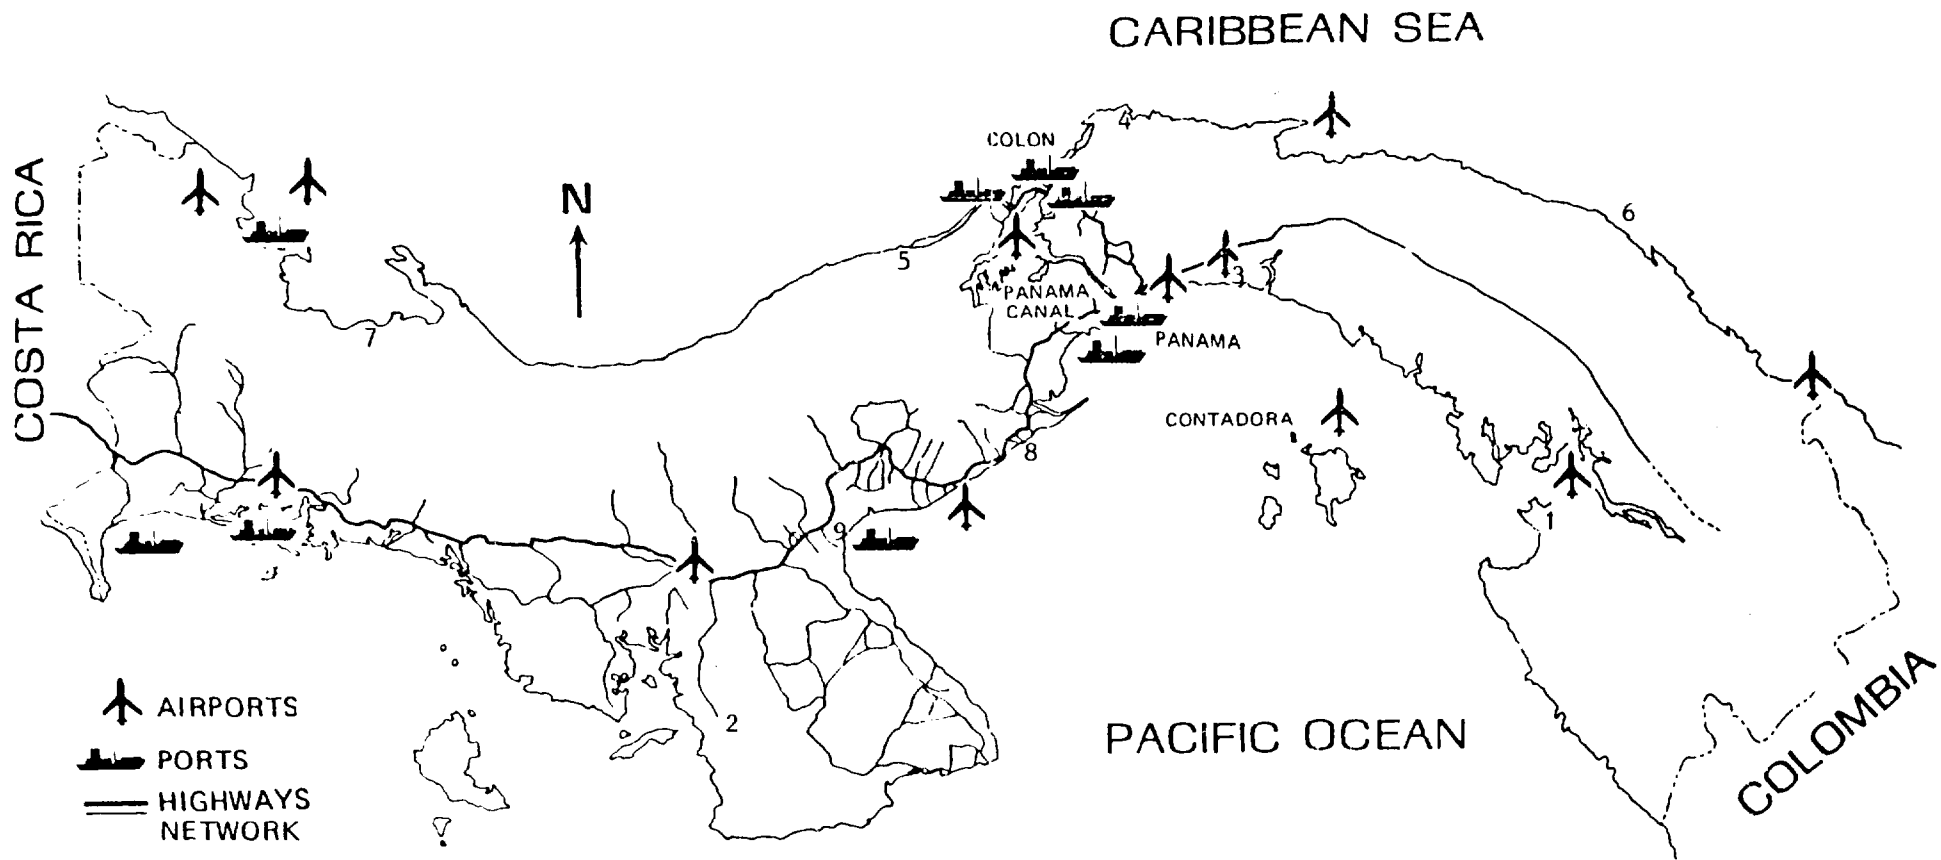 CARIBBEAN SEA
COLON
4
COSTA RICA
N
6
5
3
PANAMA
CANAL
7
PANAMA
CONTADORA
8
1
9
2
PACIFIC OCEAN
COLOMBIA
AIRPORTS
PORTS
HIGHWAYS
NETWORK